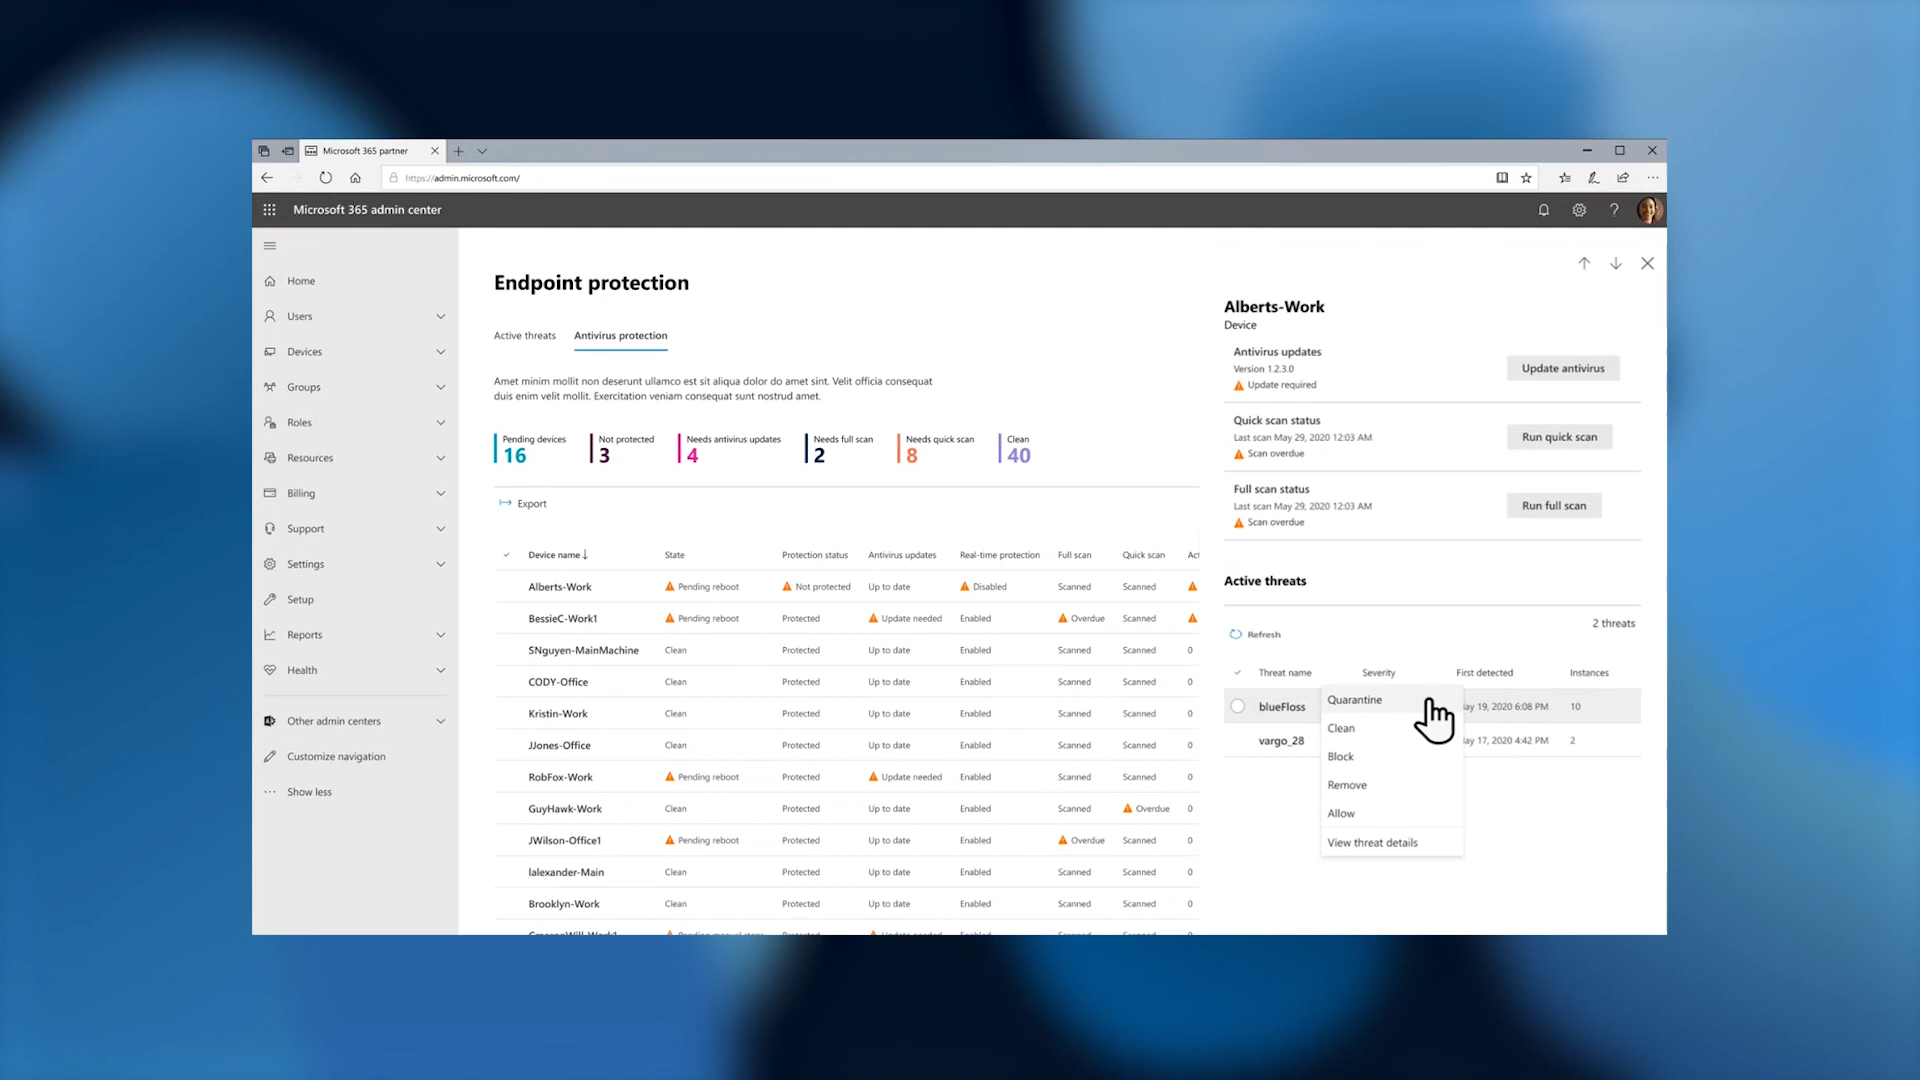 Microsoft 365 partner
https://admin.microsoft.com/
Microsoft 365 admin center
Home
Users
Devices
Groups
Roles
Resources
Billing
Support
Settings
Setup
Reports
Health
Other admin centers
Customize navigation
Show less
Endpoint protection
Active threats Antivirus protection
Amet minim mollit non deserunt ullamco est sit aliqua dolor do amet sint. Velit officia consequat
duis enim velit mollit. Exercitation veniam consequat sunt nostrud amet.
Pending devices Not protected Needs antivirus updates Needs full scan Needs quick scan Clean
16 3 4 2 8 40
Export
Device name State Protection status Antivirus updates Real-time protection Full scan Quick scan Act
Alberts-Work Pending reboot Not protected Up to date Disabled Scanned Scanned
BessieC-Work1 Pending reboot Protected Update needed Enabled Overdue Scanned
SNguyen-MainMachine Clean Protected Up to date Enabled Scanned Scanned 0
CODY-Office Clean Protected Up to date Enabled Scanned Scanned 0
Kristin-Work Clean Protected Up to date Enabled Scanned Scanned 0
JJones-Office Clean Protected Up to date Enabled Scanned Scanned 0
RobFox-Work Pending reboot Protected Update needed Enabled Scanned Scanned 0
GuyHawk-Work Clean Protected Up to date Enabled Scanned Overdue 0
JWilson-Office1 Pending reboot Protected Up to date Enabled Overdue Scanned 0
lalexander-Main Clean Protected Up to date Enabled Scanned Scanned 0
Brooklyn-Work Clean Protected Up to date Enabled Scanned Scanned 0
Alberts-Work
Device
Antivirus updates
Version 1.2.3.0
Update required
Update antivirus
Quick scan status
Last scan May 29, 2020 12:03 AM
Scan overdue
Run quick scan
Full scan status
Last scan May 29, 2020 12:03 AM
Scan overdue
Run full scan
Active threats
2 threats
Refresh
Threat name Severity First detected Instances
blueFloss 19, 2020 6:08 PM 10
vargo_28 17, 2020 4:42 PM 2
Quarantine
Clean
Block
Remove
Allow
View threat details